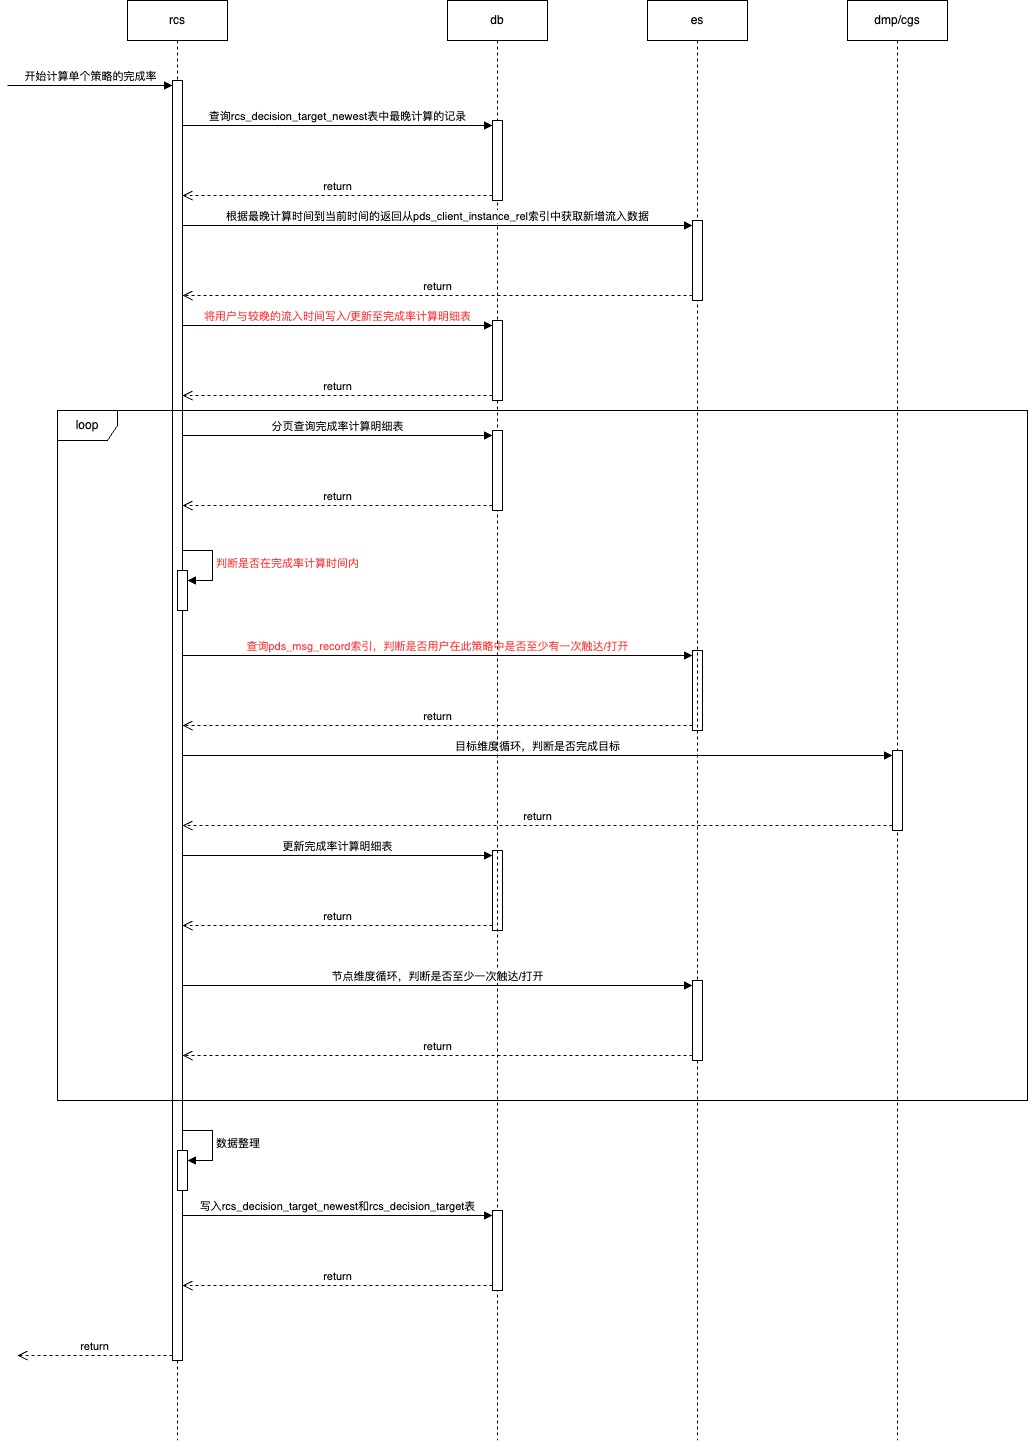 rcs
db
es
dmp/cgs
开始计算单个策略的完成率
查询rcs_decision_target_newest表中最晚计算的记录
return
根据最晚计算时间到当前时间的返回从pds_client_instance_rel索引中获取新增流入数据
return
将用户与较晚的流入时间写入/更新至完成率计算明细表
return
loop
分页查询完成率计算明细表
return
判断是否在完成率计算时间内
查询pds_msg_record索引，判断是否用户在此策略中是否至少有一次触达/打开
return
目标维度循环，判断是否完成目标
return
更新完成率计算明细表
return
节点维度循环，判断是否至少一次触达/打开
return
数据整理
写入rcs_decision_target_newest和rcs_decision_target表
return
return